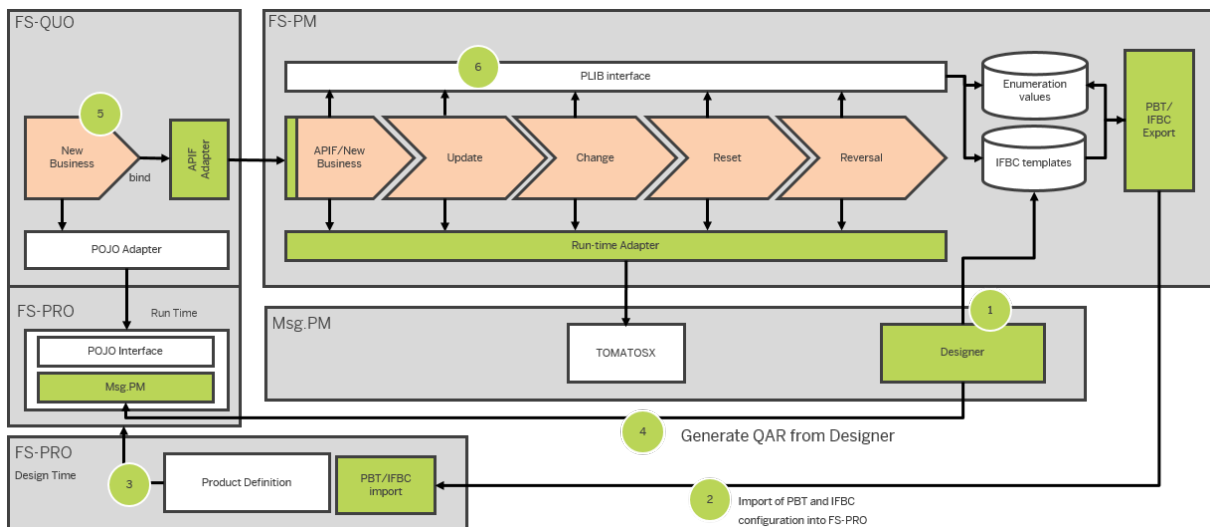 FS-QUO
5
New
Business
bind
APIF
Adapter
POJO Adapter
FS-PRO
Run Time
POJO Interface
Msg.PM
FS-PRO
Design Time
3
Product Definition
PBT/IFBC
import
FS-PM
6
PLIB interface
APIF/New
Business
Update
Change
Reset
Reversal
Run-time Adapter
Enumeration
values
IFBC templates
PBT/
IFBC
Export
Msg.PM
TOMATOSX
1
Designer
4
Generate QAR from Designer
2
Import of PBT and IFBC
configuration into FS-PRO